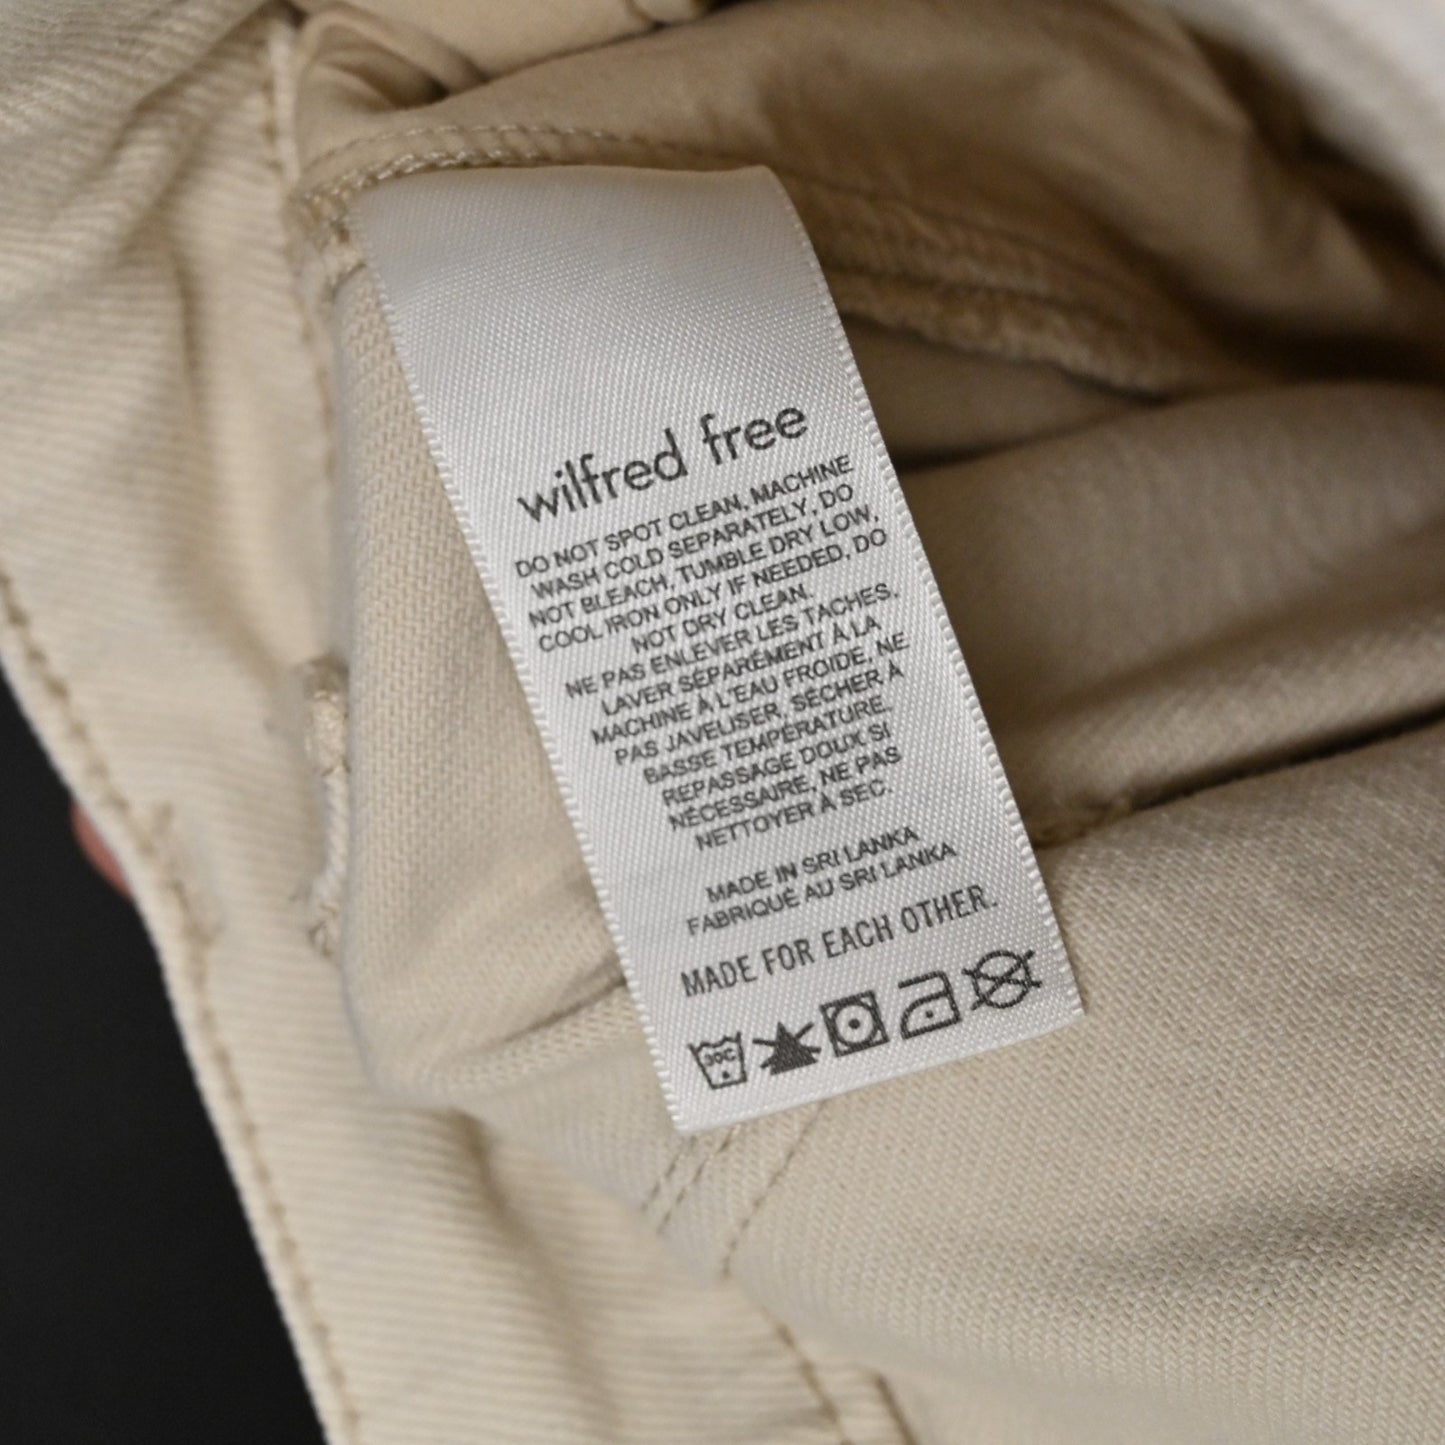 wilfred free
DO NOT SPOT CLEAN, MACHINE
WASH COLD SEPARATELY, DO
NOT BLEACH, TUMBLE DRY LOW,
COOL IRON ONLY IF NEEDED, DO
NOT DRY CLEAN.
NE PAS ENLEVER LES TACHES,
LAVER SÉPARÉMENT À LA
MACHINE À L'EAU FROIDE, NE
PAS JAVELISER, SÉCHER À
BASSE TEMPÉRATURE,
REPASSAGE DOUX SI
NÉCESSAIRE, NE PAS
NETTOYER À SEC.
MADE IN SRI LANKA
FABRIQUÉ AU SRI LANKA
MADE FOR EACH OTHER.
30C